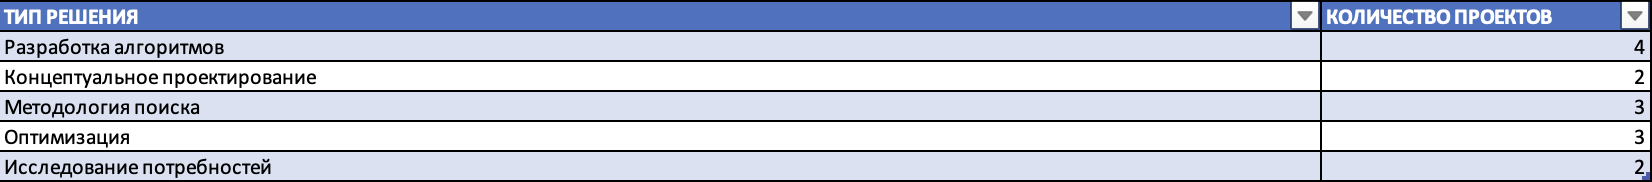 ТИП РЕШЕНИЯ КОЛИЧЕСТВО ПРОЕКТОВ
Разработка алгоритмов 4
Концептуальное проектирование 2
Методология поиска 3
Оптимизация 3
Исследование потребностей 2